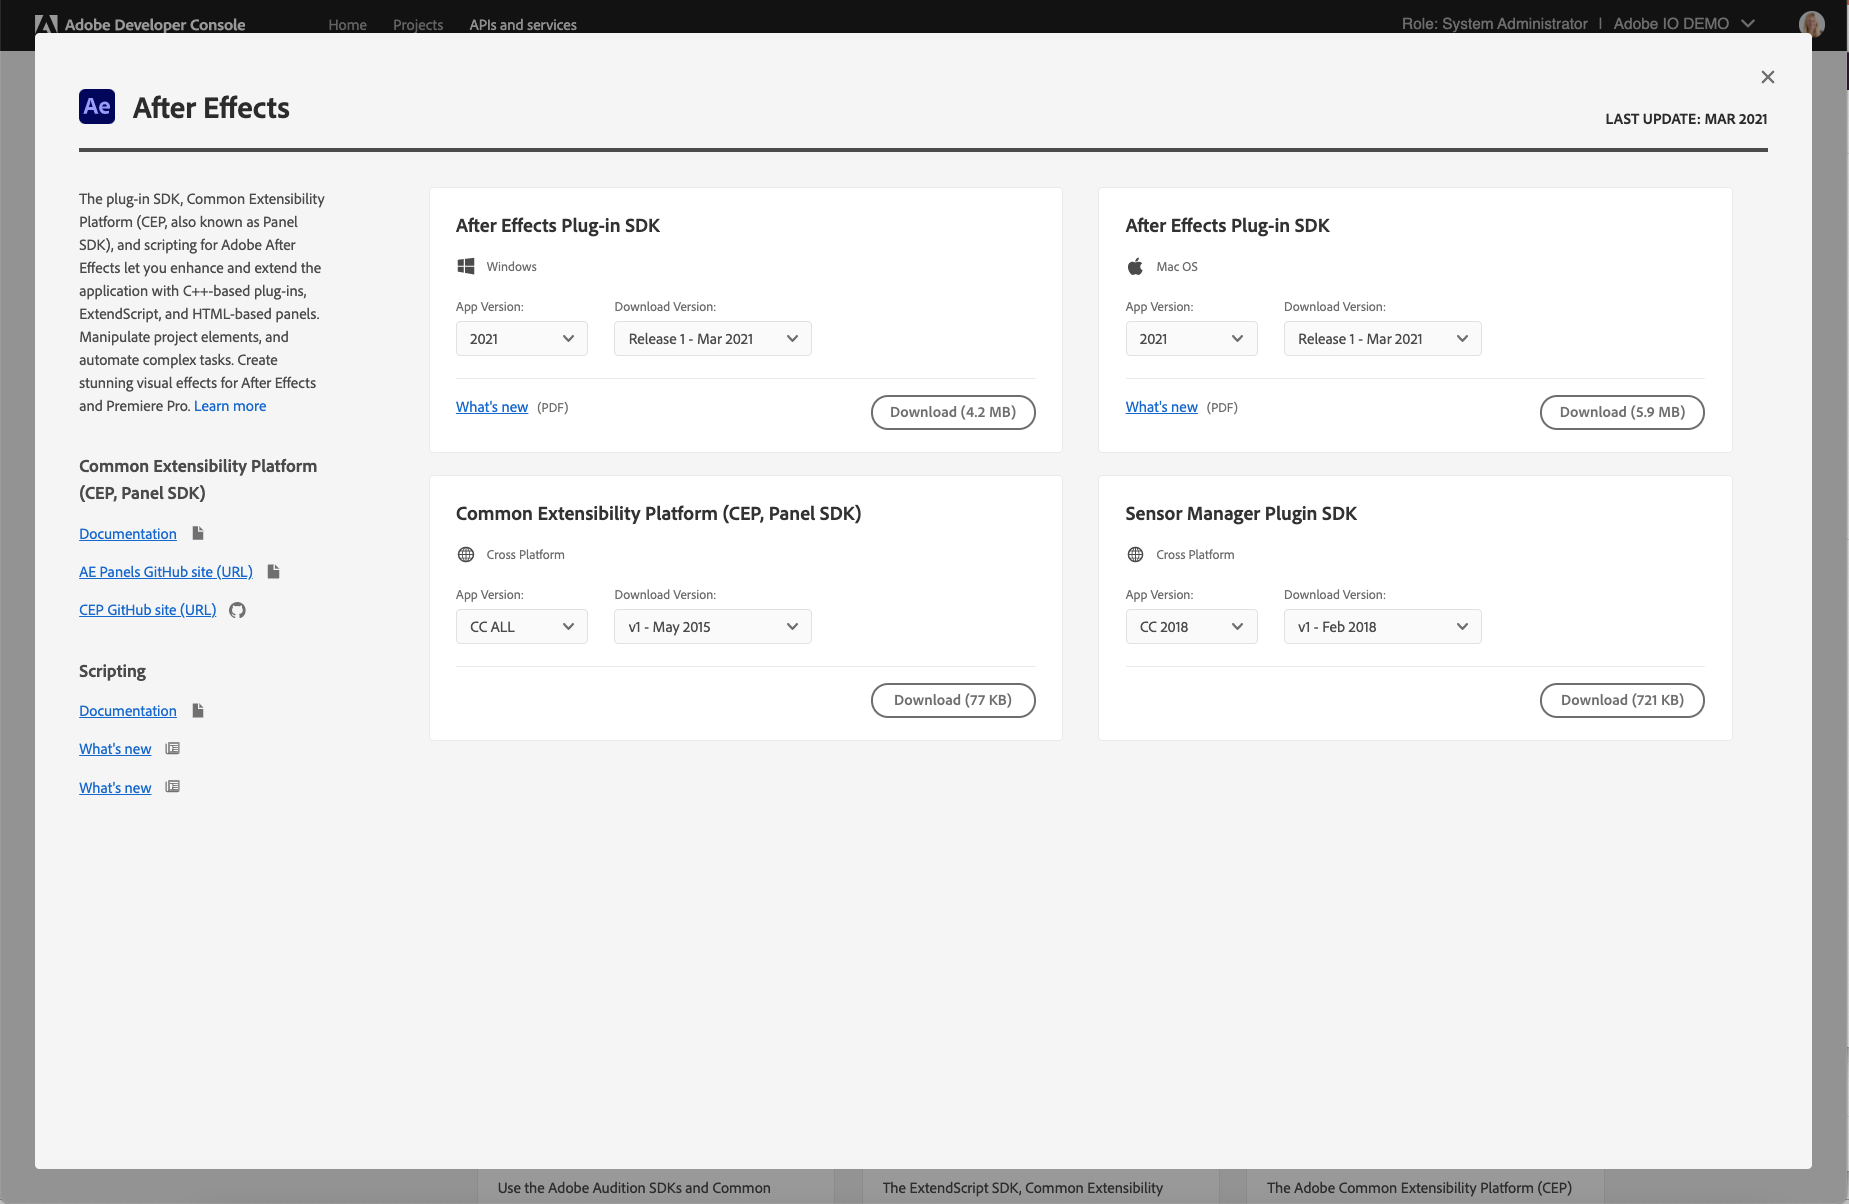 Adobe Developer Console
Home
Projects
APIs and services
Role: System Administrator | Adobe IO DEMO
Ae After Effects
LAST UPDATE: MAR 2021
The plug-in SDK, Common Extensibility
Platform (CEP, also known as Panel
SDK), and scripting for Adobe After
Effects let you enhance and extend the
application with C++-based plug-ins,
ExtendScript, and HTML-based panels.
Manipulate project elements, and
automate complex tasks. Create
stunning visual effects for After Effects
and Premiere Pro. Learn more
Common Extensibility Platform
(CEP, Panel SDK)
Documentation
AE Panels GitHub site (URL)
CEP GitHub site (URL)
Scripting
Documentation
What's new
What's new
After Effects Plug-in SDK
Windows
App Version:
Download Version:
2021
Release 1 - Mar 2021
What's new (PDF)
Download (4.2 MB)
After Effects Plug-in SDK
Mac OS
App Version:
Download Version:
2021
Release 1 - Mar 2021
What's new (PDF)
Download (5.9 MB)
Common Extensibility Platform (CEP, Panel SDK)
Cross Platform
App Version:
Download Version:
CC ALL
v1 - May 2015
Download (77 KB)
Sensor Manager Plugin SDK
Cross Platform
App Version:
Download Version:
CC 2018
v1 - Feb 2018
Download (721 KB)
Use the Adobe Audition SDKs and Common
The ExtendScript SDK, Common Extensibility
The Adobe Common Extensibility Platform (CEP)